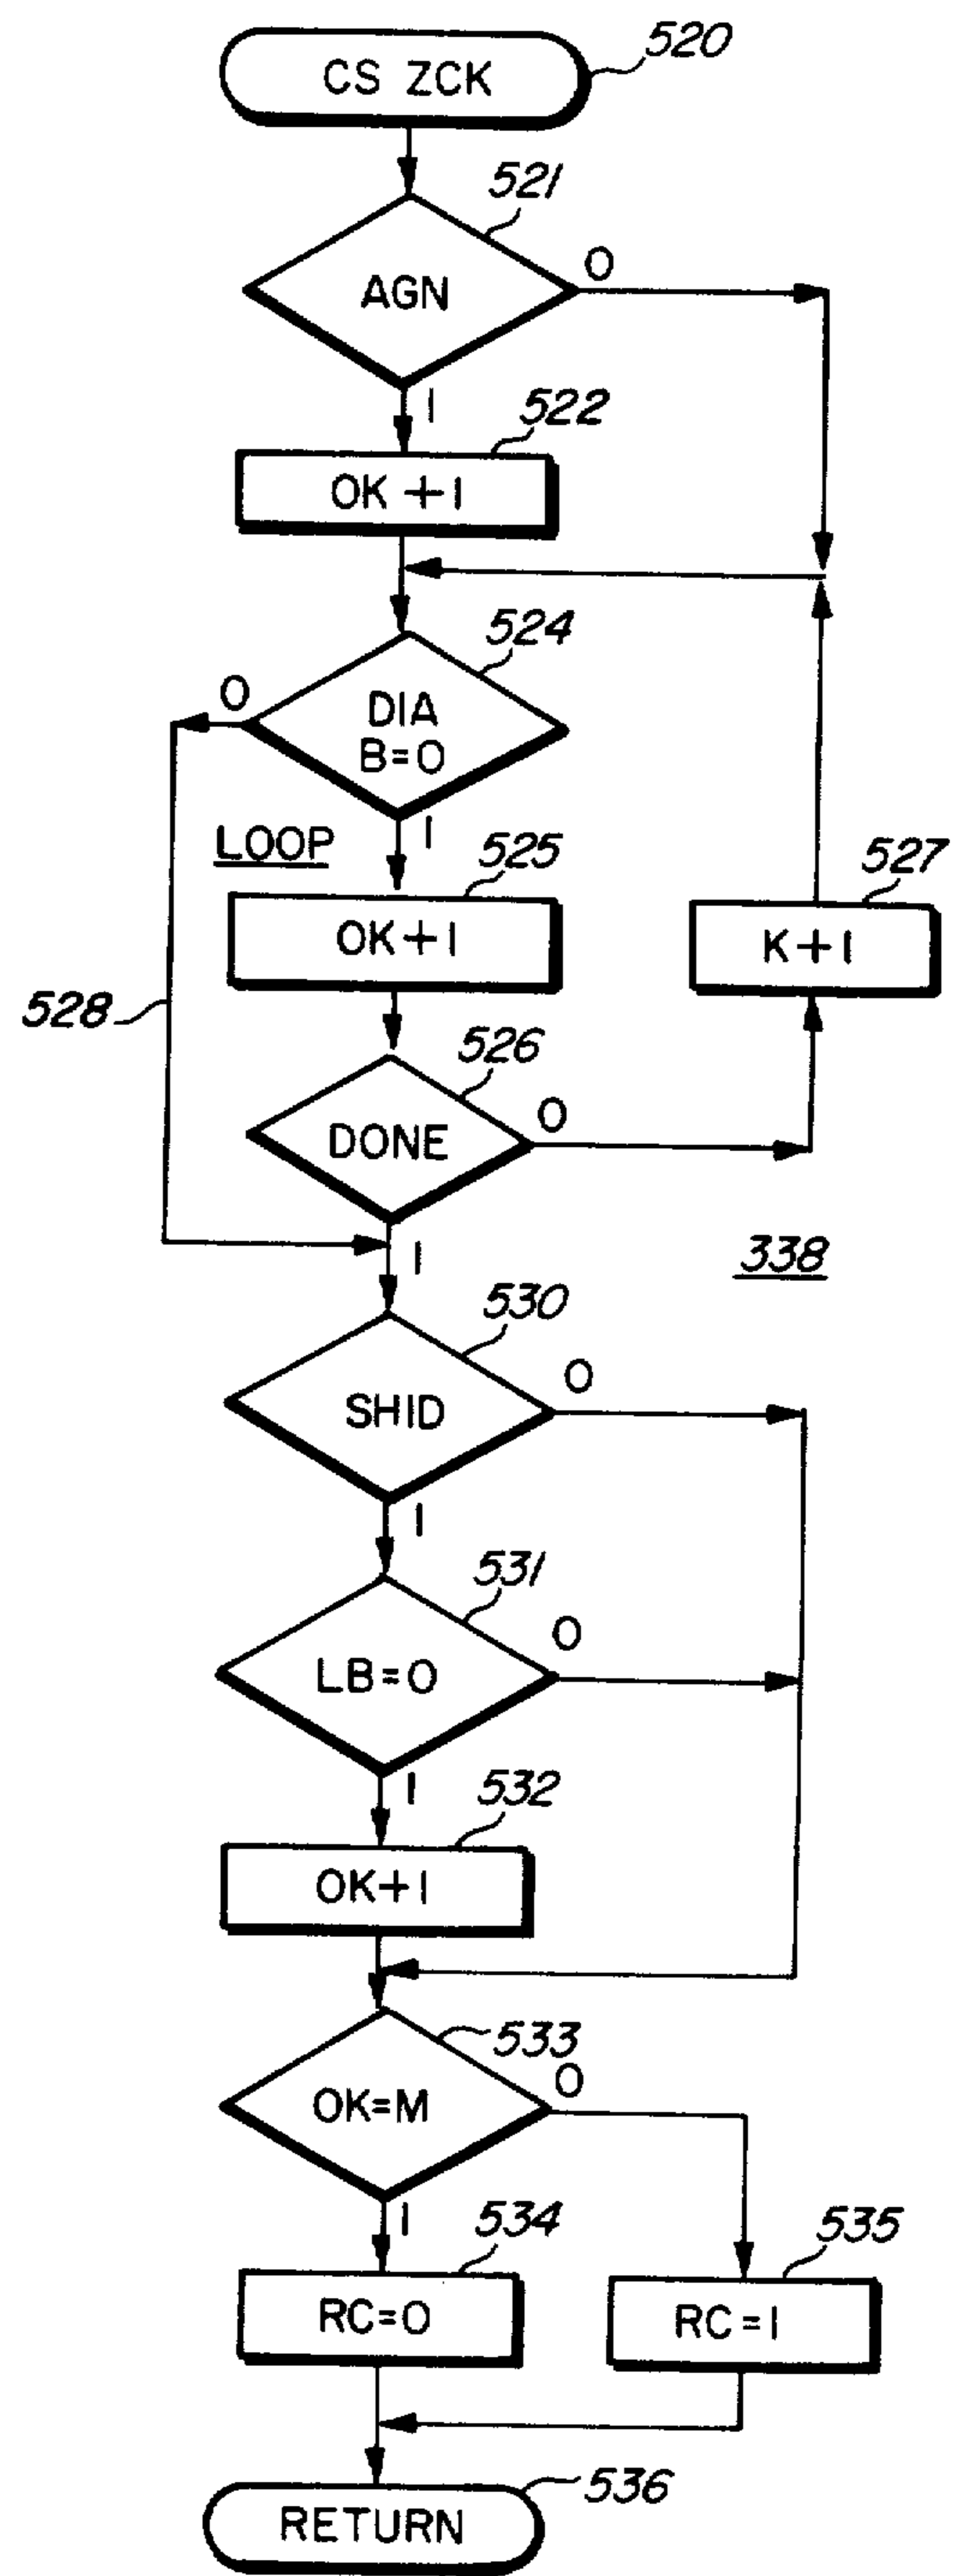 CS ZCK
520
521
AGN
0
1
522
OK + 1
524
0
DIA
B=0
1
LOOP
525
OK+1
527
K+1
528
526
DONE
0
1
338
530
SHID
0
1
531
LB=0
0
1
532
OK+1
533
OK=M
0
1
534
RC=0
535
RC=1
536
RETURN